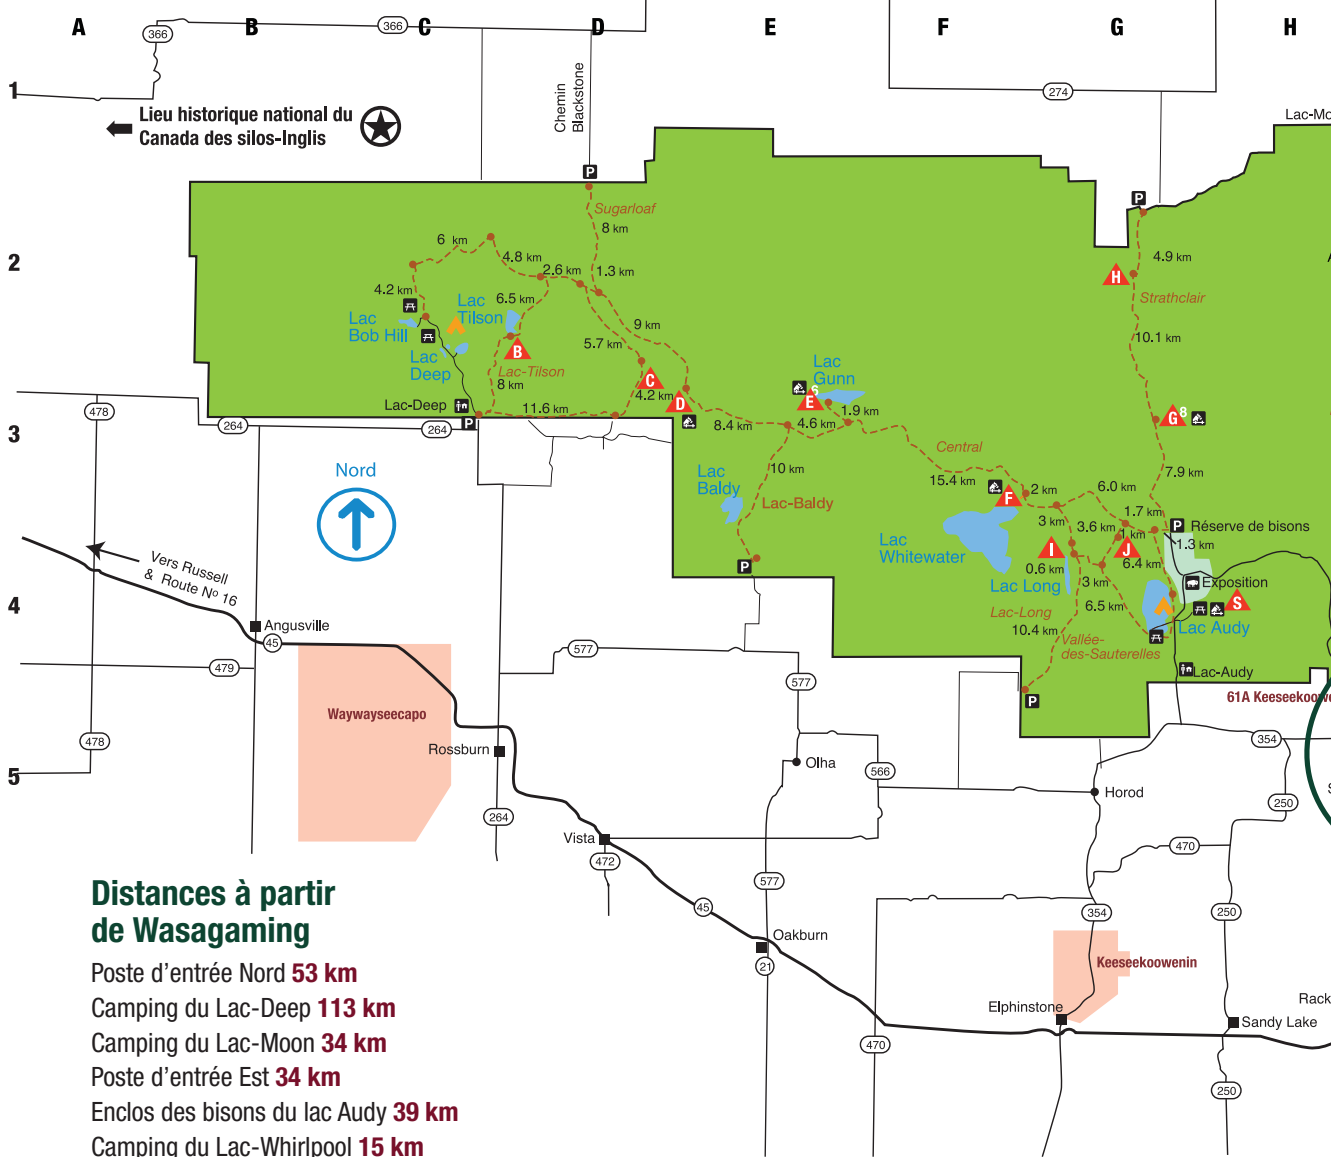 A B C D E F G H
1
2
3
4
5
366
366
Chemin
Blackstone
274
Lac-Mo
Lieu historique national du
Canada des silos-Inglis
P
P
Sugarloaf
8 km
6 km
4.8 km
2.6 km
1.3 km
4.2 km
6.5 km
Lac
Tilson
Lac
Bob Hill
Lac
Deep
B
Lac-Tilson
8 km
9 km
5.7 km
C
4.2 km
D
Lac-Deep
P
11.6 km
H
4.9 km
Strathclair
10.1 km
Lac
Gunn
E
6
1.9 km
8.4 km
4.6 km
G
8
478
264
264
Central
10 km
Lac
Baldy
Lac-Baldy
15.4 km
7.9 km
Nord
F
2 km
6.0 km
1.7 km
3 km
3.6 km
1 km
P
Réserve de bisons
1.3 km
Lac
Whitewater
I
J
0.6 km
6.4 km
Lac Long
3 km
6.5 km
Exposition
S
P
Vers Russell
& Route Nº 16
Lac-Long
10.4 km
Vallée-
des-Sauterelles
Lac Audy
Lac-Audy
P
Angusville
45
479
577
577
61A Keeseekoowe
Waywayseecapo
478
Rossburn
354
Olha
566
Horod
250
264
Vista
472
470
577
45
354
250
Oakburn
21
Keeseekoowenin
Elphinstone
Rack
Sandy Lake
470
250
Distances à partir
de Wasagaming
Poste d'entrée Nord 53 km
Camping du Lac-Deep 113 km
Camping du Lac-Moon 34 km
Poste d'entrée Est 34 km
Enclos des bisons du lac Audy 39 km
Camping du Lac-Whirlpool 15 km